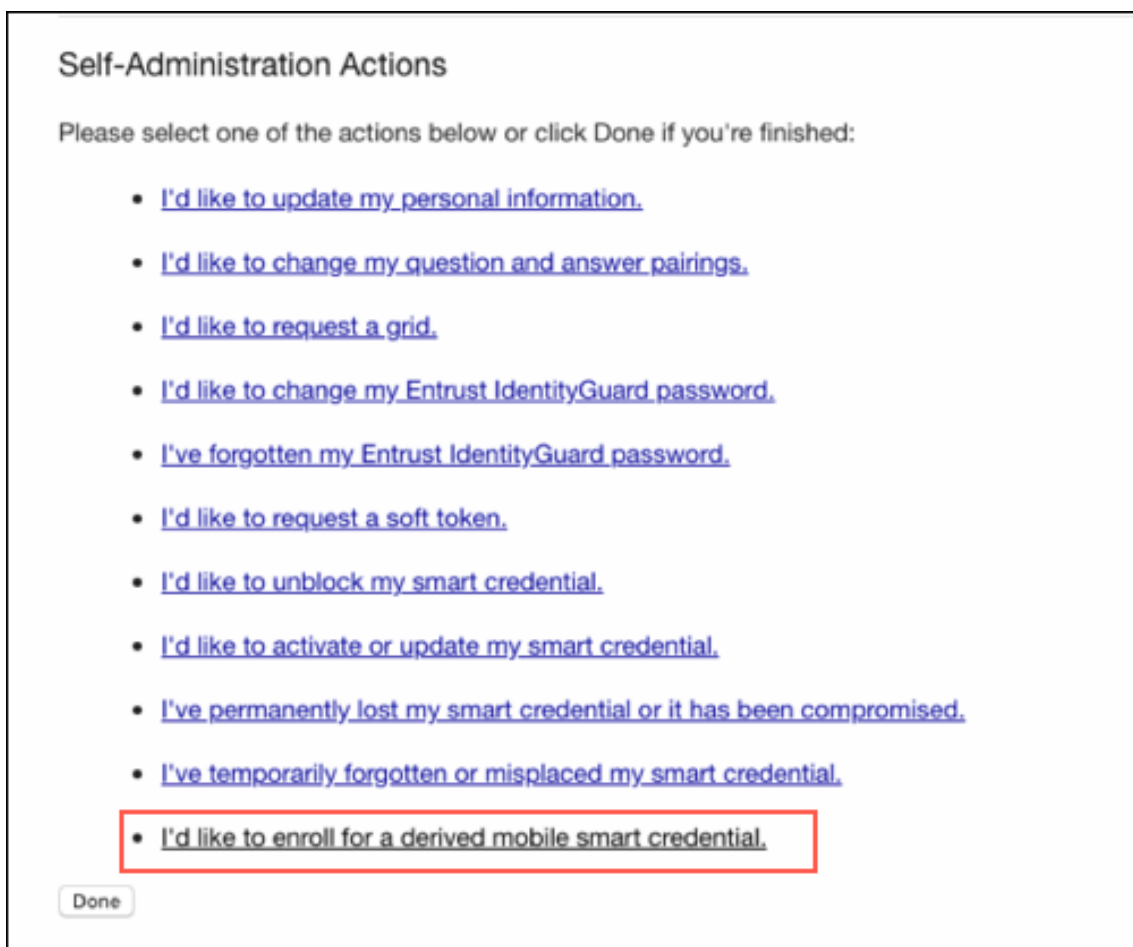 Self-Administration Actions
Please select one of the actions below or click Done if you're finished:
I'd like to update my personal information.
I'd like to change my question and answer pairings.
I'd like to request a grid.
I'd like to change my Entrust IdentityGuard password.
I've forgotten my Entrust IdentityGuard password.
I'd like to request a soft token.
I'd like to unblock my smart credential.
I'd like to activate or update my smart credential.
I've permanently lost my smart credential or it has been compromised.
I've temporarily forgotten or misplaced my smart credential.
I'd like to enroll for a derived mobile smart credential.
Done